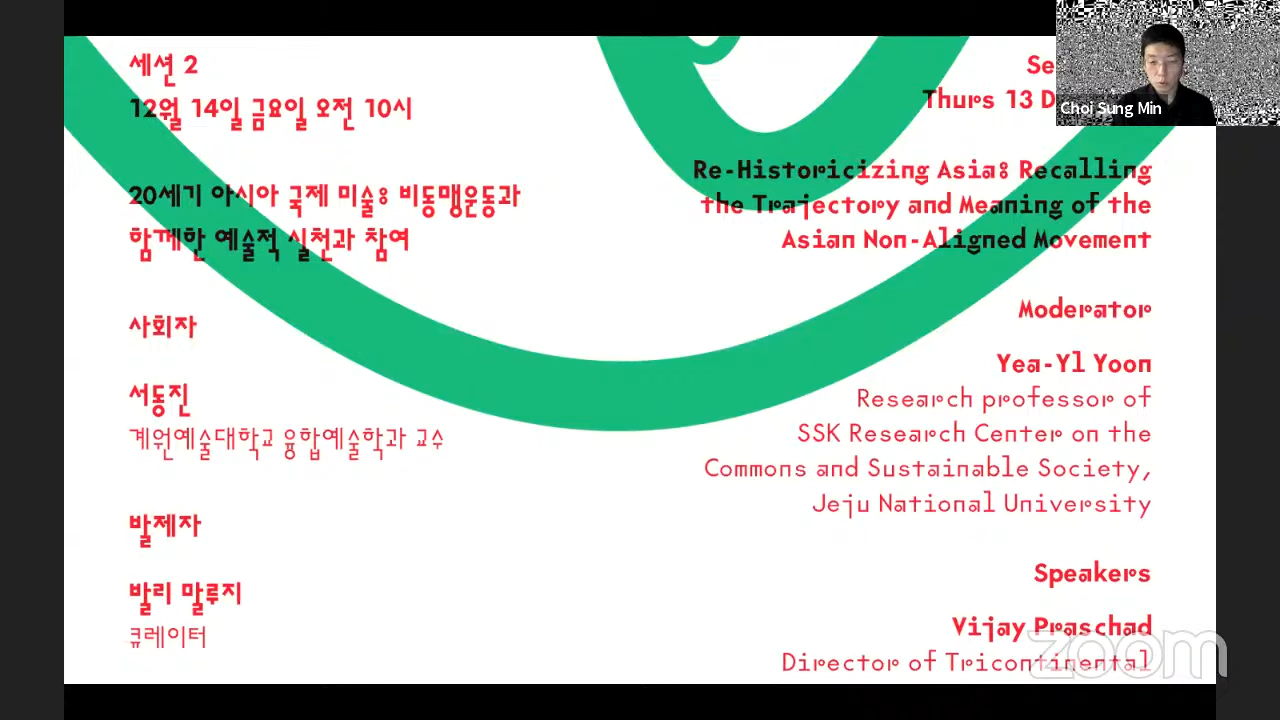 세션 2
12월 14일 금요일 오전 10시
20세기 아시아 국제 미술: 비동맹운동과
함께한 예술적 실천과 참여
사회자
서동진
계원예술대학교 융합예술학과 교수
발제자
발리 말루지
큐레이터
Thurs 13 D
Re-Historicizing Asia: Recalling
the Trajectory and Meaning of the
Asian Non-Aligned Movement
Moderator
Yea-Yl Yoon
Research professor of
SSK Research Center on the
Commons and Sustainable Society,
Jeju National University
Speakers
Vijay Praschad
Director of Tricontinental
Choi Sung Min
zoom